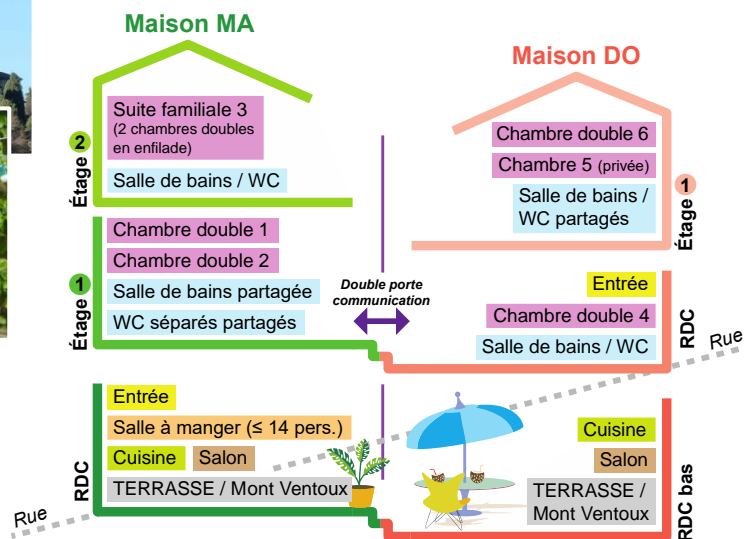 Maison MA
Étage 2
Suite familiale 3
(2 chambres doubles
en enfilade)
Salle de bains / WC
Étage 1
Chambre double 1
Chambre double 2
Salle de bains partagée
WC séparés partagés
RDC
Entrée
Salle à manger (≤ 14 pers.)
Cuisine Salon
TERRASSE / Mont Ventoux
Rue
Double porte
communication
Maison DO
Chambre double 6
Chambre 5 (privée)
Salle de bains /
WC partagés
Étage 1
Entrée
Chambre double 4
Salle de bains / WC
RDC
Rue
Cuisine
Salon
TERRASSE /
Mont Ventoux
RDC bas